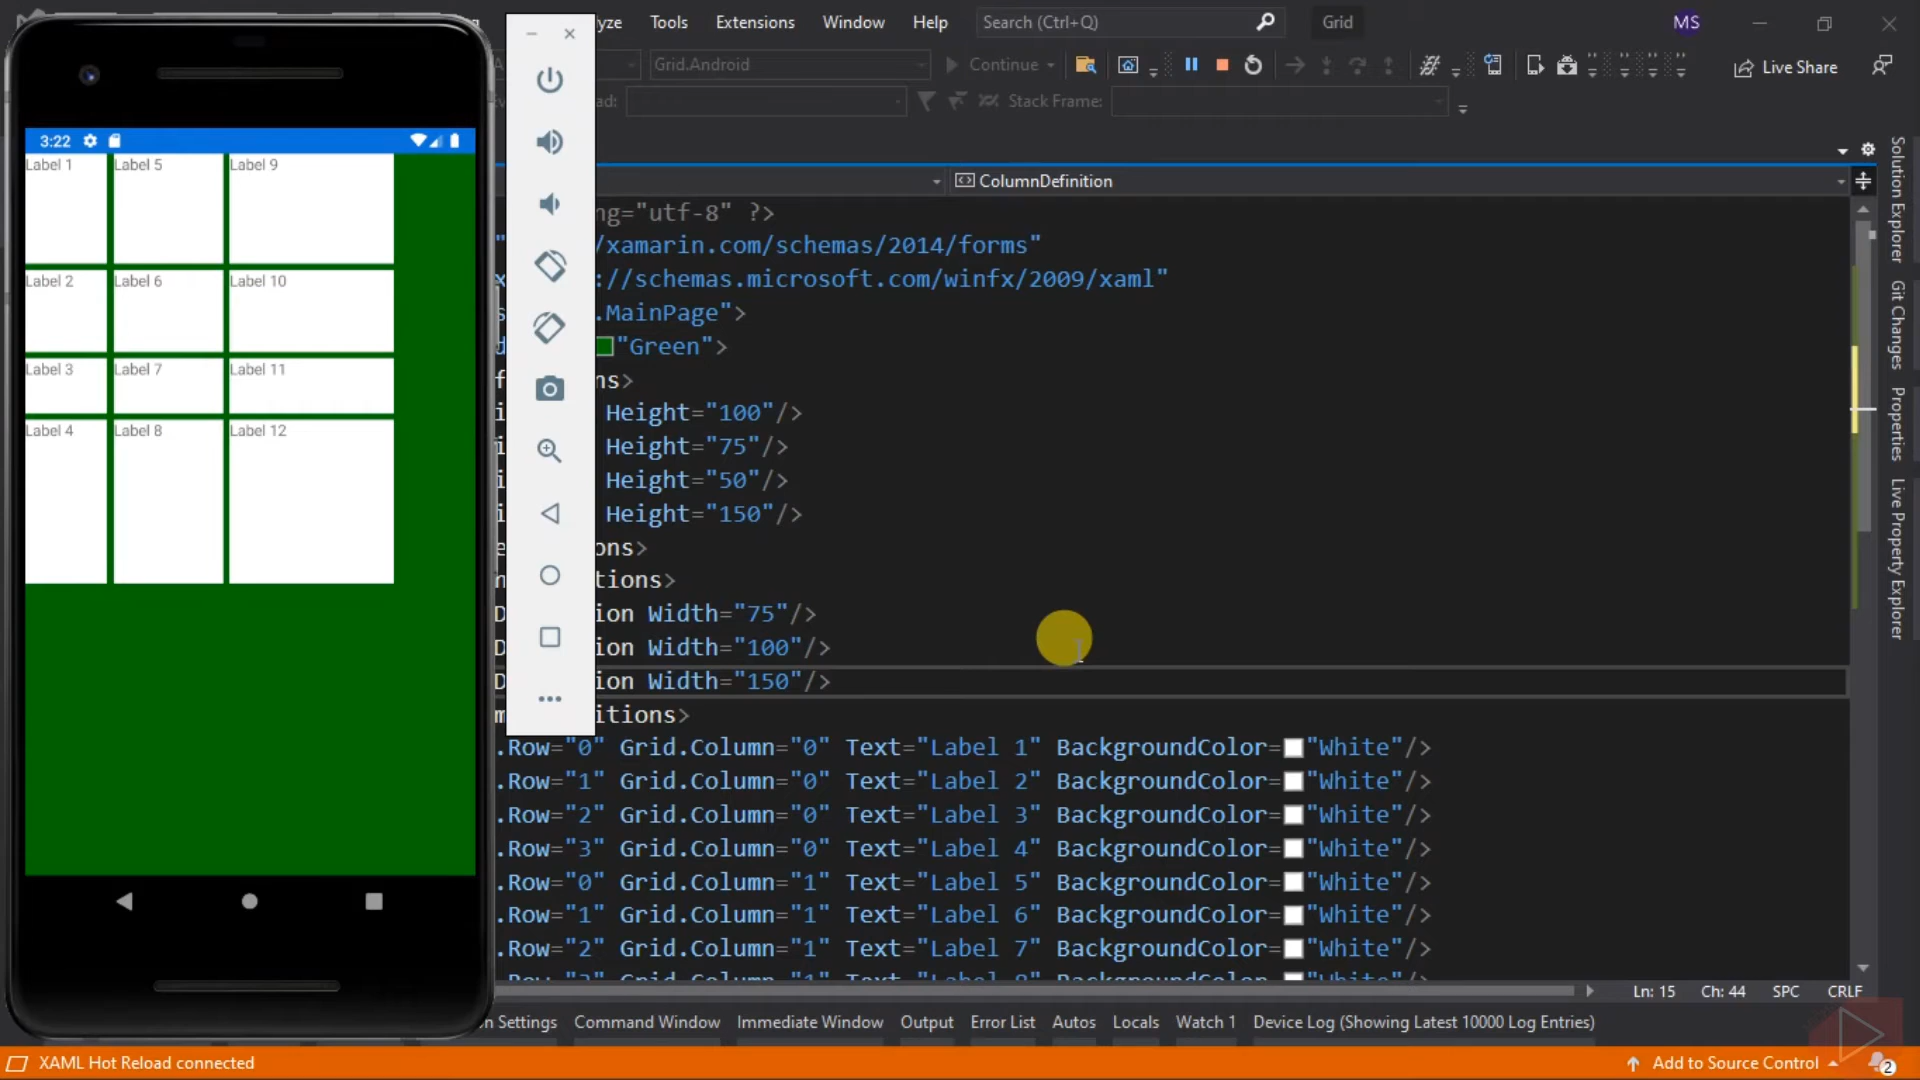 yze Tools Extensions Window Help Search (Ctrl+Q) Grid MS
Grid.Android Continue Live Share
ad: Stack Frame:
3:22
Label 1 Label 5 Label 9
Label 2 Label 6 Label 10
Label 3 Label 7 Label 11
Label 4 Label 8 Label 12
ColumnDefinition
ng="utf-8" ?>
" /xamarin.com/schemas/2014/forms"
x ://schemas.microsoft.com/winfx/2009/xaml"
s .MainPage">
d "Green">
f ns>
i Height="100"/>
i Height="75"/>
i Height="50"/>
i Height="150"/>
e ons>
n tions>
D ion Width="75"/>
D ion Width="100"/>
D ion Width="150"/>
m itions>
.Row="0" Grid.Column="0" Text="Label 1" BackgroundColor="White"/>
.Row="1" Grid.Column="0" Text="Label 2" BackgroundColor="White"/>
.Row="2" Grid.Column="0" Text="Label 3" BackgroundColor="White"/>
.Row="3" Grid.Column="0" Text="Label 4" BackgroundColor="White"/>
.Row="0" Grid.Column="1" Text="Label 5" BackgroundColor="White"/>
.Row="1" Grid.Column="1" Text="Label 6" BackgroundColor="White"/>
.Row="2" Grid.Column="1" Text="Label 7" BackgroundColor="White"/>
Solution Explorer
Git Changes
Properties
Live Property Explorer
Ln: 15 Ch: 44 SPC CRLF
n Settings Command Window Immediate Window Output Error List Autos Locals Watch 1 Device Log (Showing Latest 10000 Log Entries)
XAML Hot Reload connected Add to Source Control 2